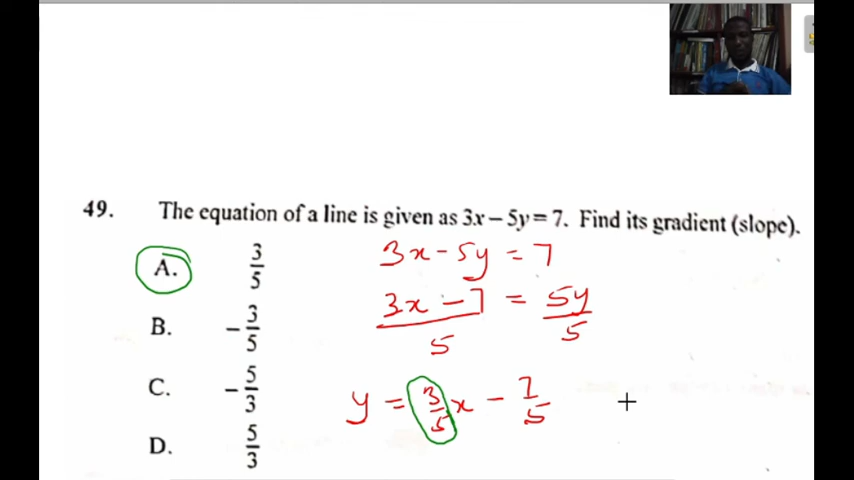 49. The equation of a line is given as 3x – 5y = 7. Find its gradient (slope).
A. 3/5
B. –3/5
C. –5/3
D. 5/3
3x - 5y = 7
3x - 7 / 5 = 5y / 5
y = 3/5 x - 7/5